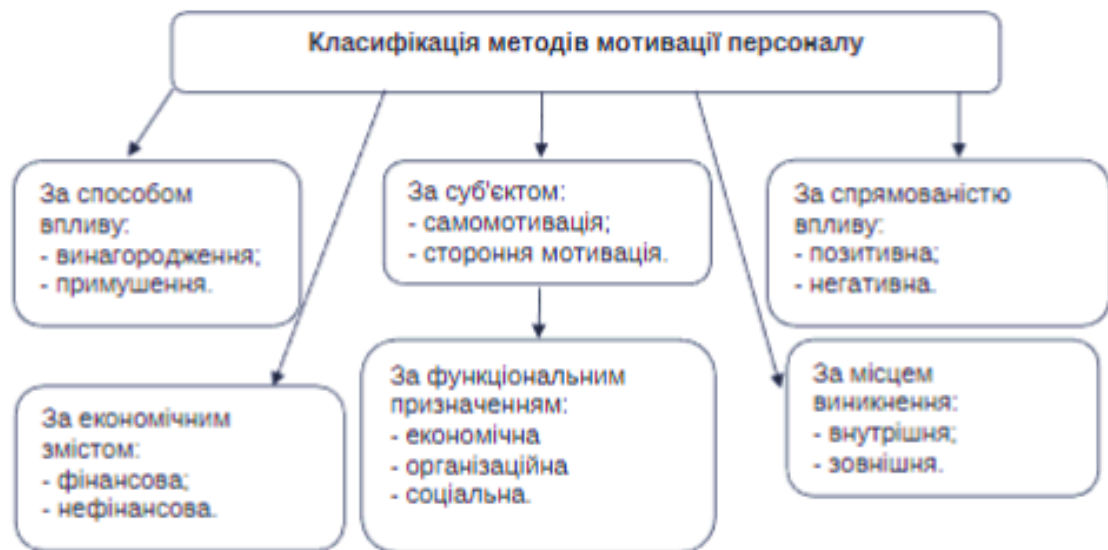 Класифікація методів мотивації персоналу
За способом
впливу:
- винагородження;
- примушення.
За суб'єктом:
- самомотивація;
- стороння мотивація.
За спрямованістю
впливу:
- позитивна;
- негативна.
За економічним
змістом:
- фінансова;
- нефінансова.
За функціональним
призначенням:
- економічна
- організаційна
- соціальна.
За місцем
виникнення:
- внутрішня;
- зовнішня.